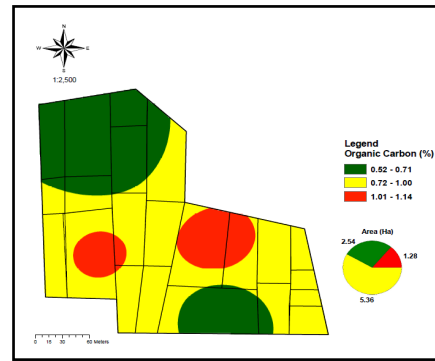 N
W E
S
1:2,500
Legend
Organic Carbon (%)
0.52 - 0.71
0.72 - 1.00
1.01 - 1.14
Area (Ha)
2.54
1.28
5.36
0 15 30 60 Meters